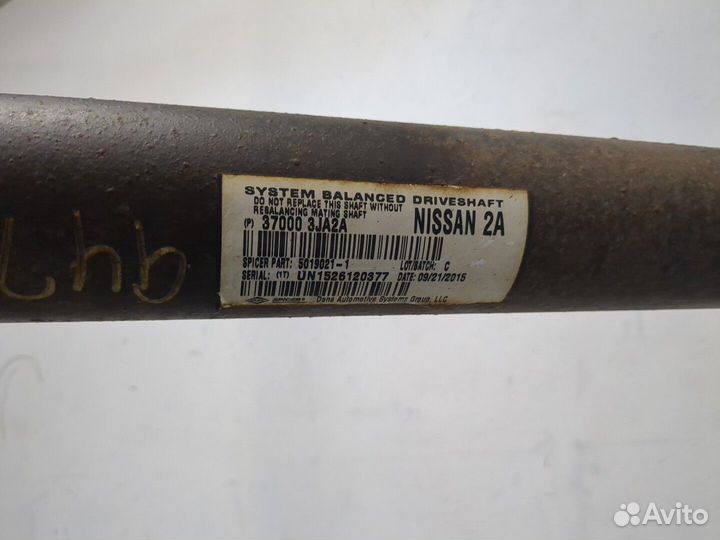 SYSTEM BALANCED DRIVESHAFT
DO NOT REPLACE THIS SHAFT WITHOUT
REBALANCING MATING SHAFT
(P) 37000 3JA2A NISSAN 2A
SPICER PART: 5019021-1 LOT/BATCH: C
SERIAL: (1T) UN1526120377 DATE: 09/21/2015
SPICER® Dana Automotive Systems Group, LLC
Avito